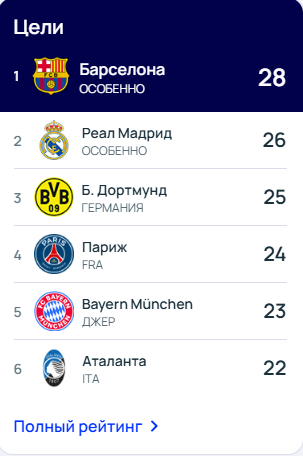 Цели
1 Барселона 28
ОСОБЕННО
2 Реал Мадрид 26
ОСОБЕННО
3 Б. Дортмунд 25
ГЕРМАНИЯ
4 Париж 24
FRA
5 Bayern München 23
ДЖЕР
6 Аталанта 22
ITA
Полный рейтинг